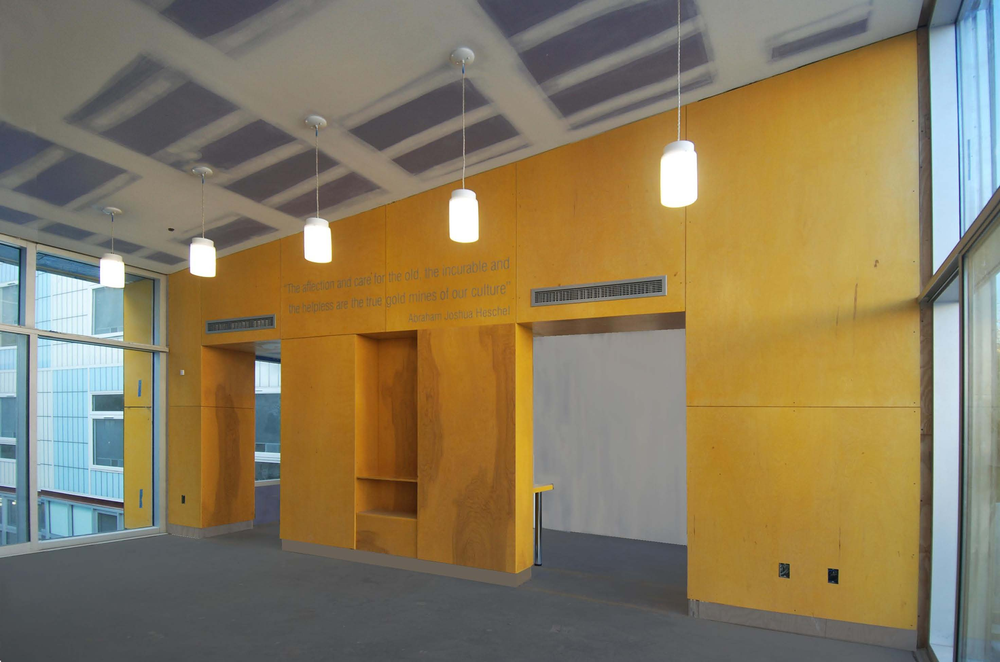 "The affection and care for the old, the incurable and
the helpless are the true gold mines of our culture"
Abraham Joshua Heschel